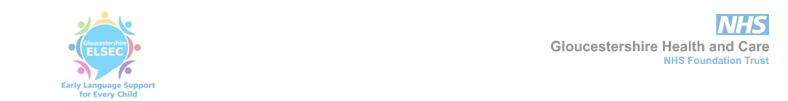 Gloucestershire
ELSEC
Early Language Support
for Every Child
NHS
Gloucestershire Health and Care
NHS Foundation Trust